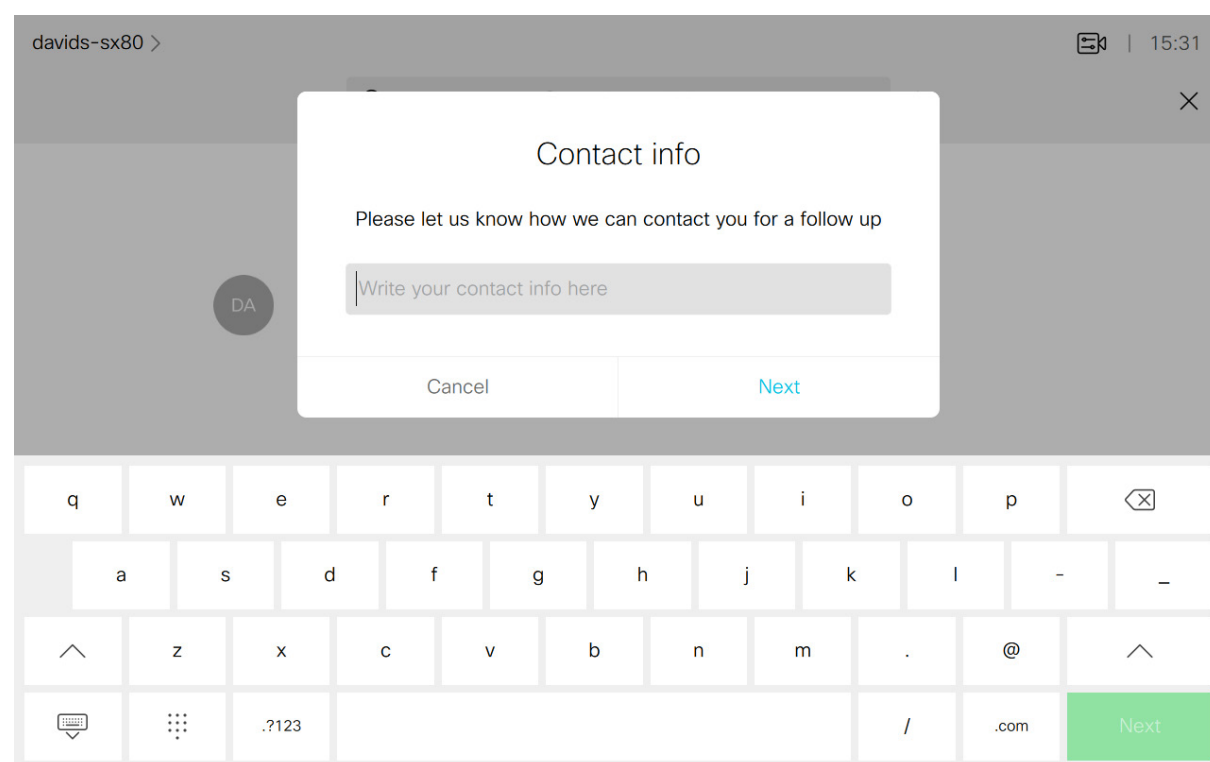 davids-sx80
15:31
Contact info
Please let us know how we can contact you for a follow up
Write your contact info here
DA
Cancel Next
q w e r t y u i o p
a s d f g h j k l - _
z x c v b n m . @
.?123 / .com Next